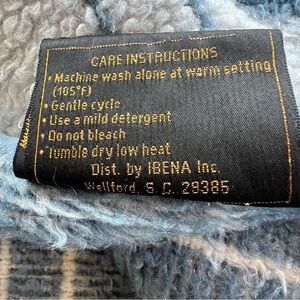 CARE INSTRUCTIONS
• Machine wash alone at warm setting
(105°F)
• Gentle cycle
• Use a mild detergent
• Do not bleach
• Tumble dry low heat
Dist. by IBENA Inc.
Wellford, S. C. 29385